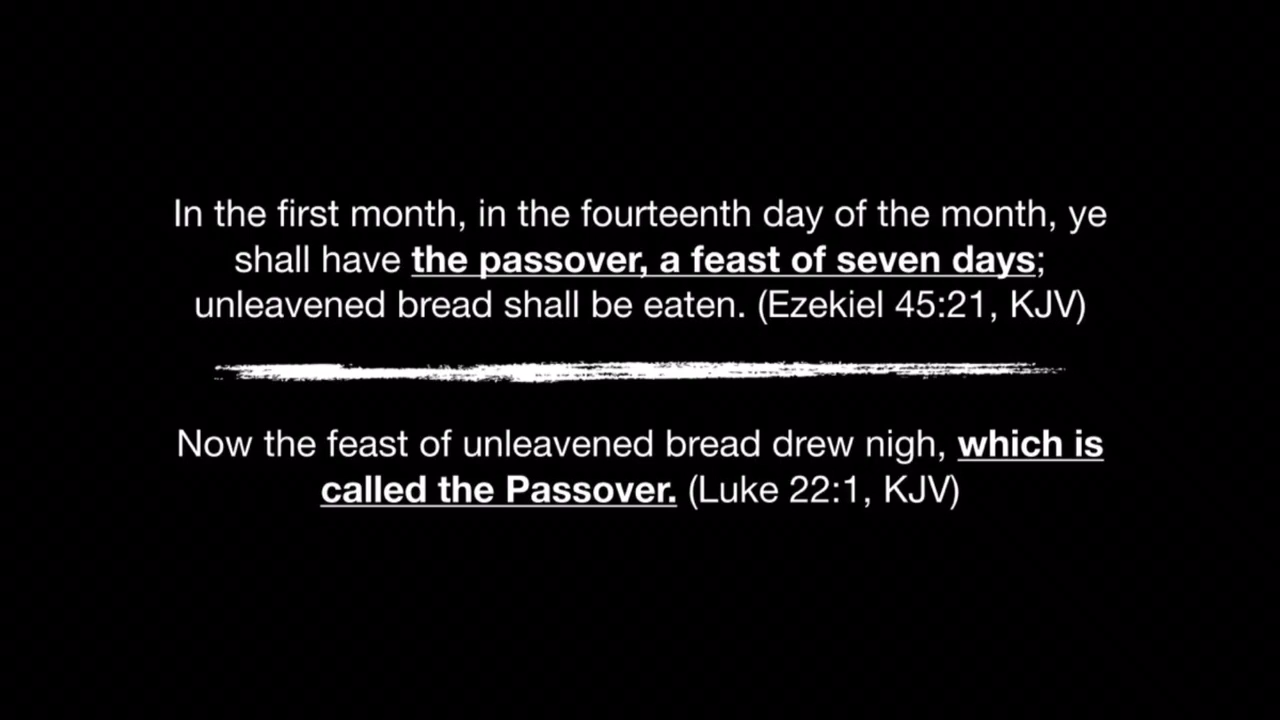 In the first month, in the fourteenth day of the month, ye
shall have the passover, a feast of seven days;
unleavened bread shall be eaten. (Ezekiel 45:21, KJV)
Now the feast of unleavened bread drew nigh, which is
called the Passover. (Luke 22:1, KJV)